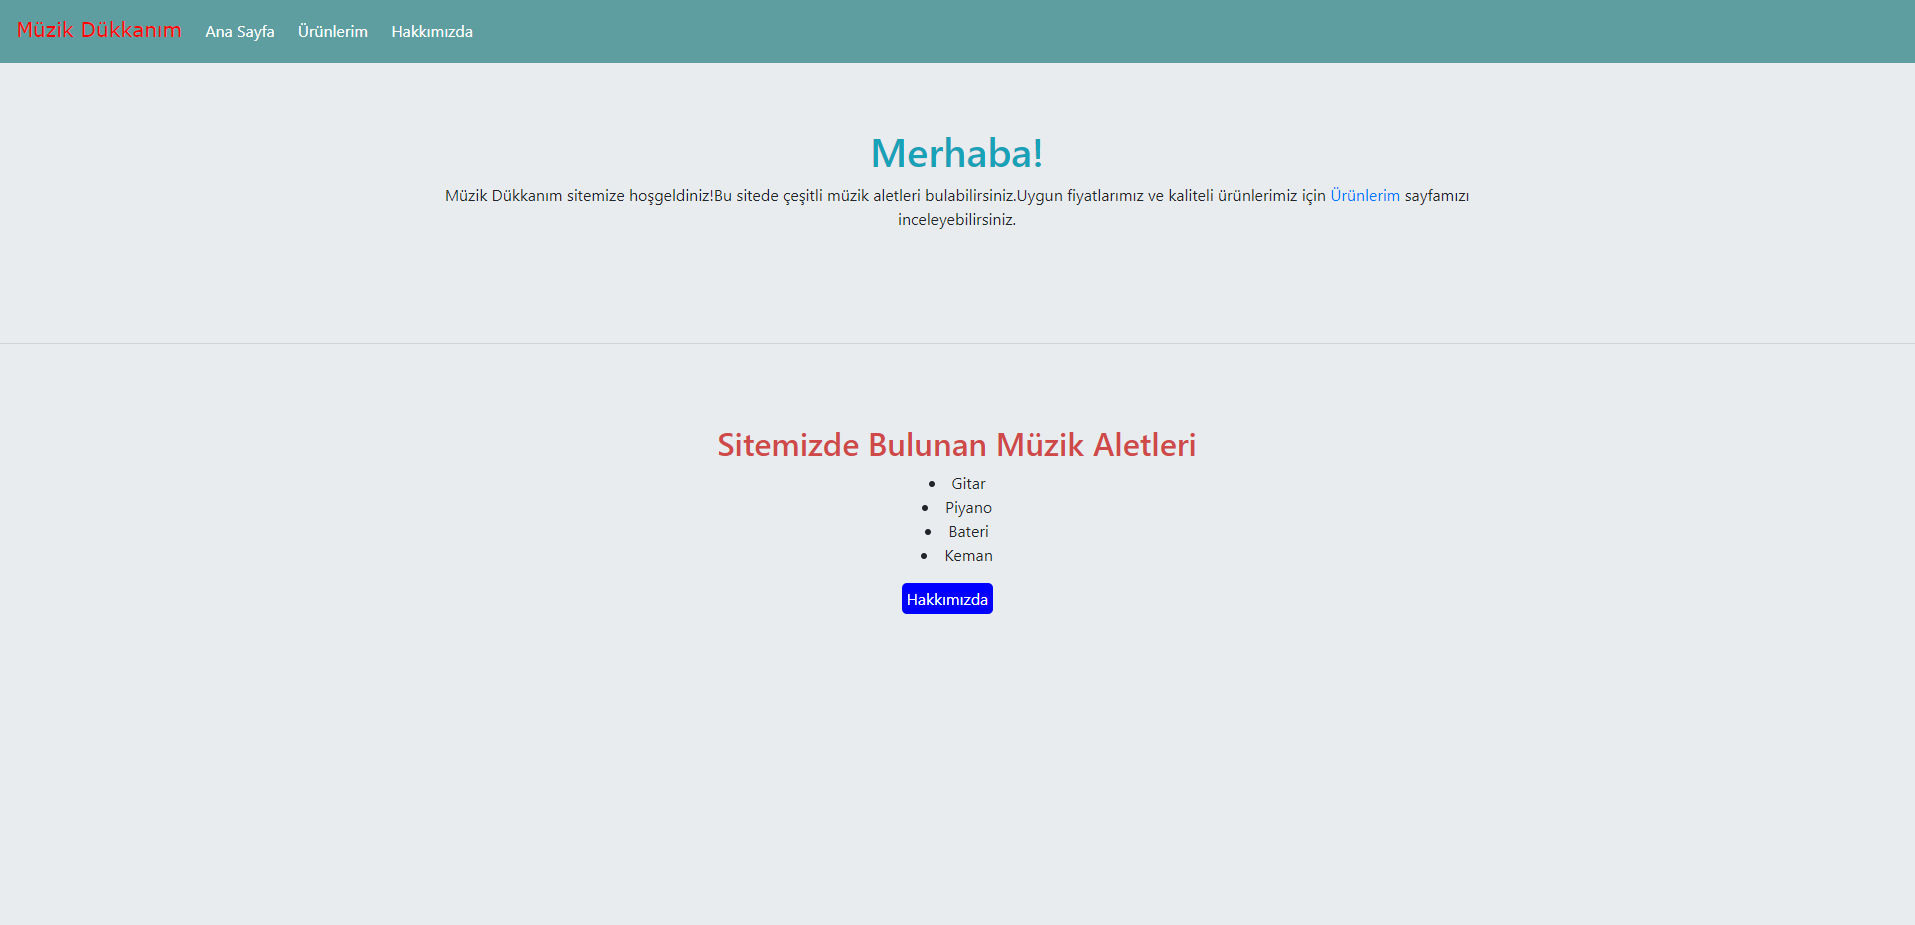 Müzik Dükkanım Ana Sayfa Ürünlerim Hakkımızda
Merhaba!
Müzik Dükkanım sitemize hoşgeldiniz!Bu sitede çeşitli müzik aletleri bulabilirsiniz.Uygun fiyatlarımız ve kaliteli ürünlerimiz için Ürünlerim sayfamızı
inceleyebilirsiniz.
Sitemizde Bulunan Müzik Aletleri
• Gitar
• Piyano
• Bateri
• Keman
Hakkımızda